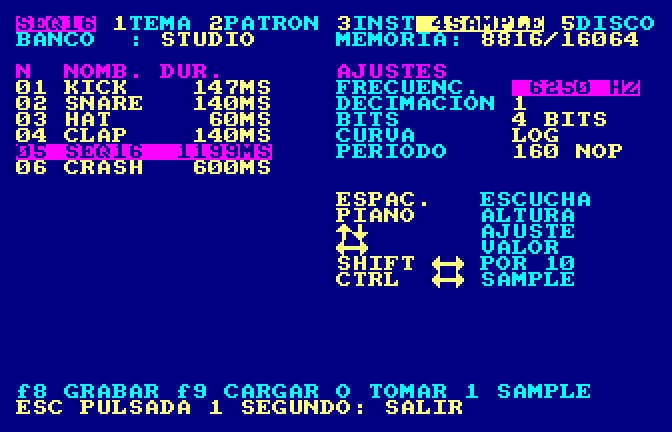 SEQ16 1TEMA 2PATRON 3INST 4SAMPLE 5DISCO
BANCO : STUDIO MEMORIA: 8816/16064
N NOMB. DUR. AJUSTES
01 KICK 147MS FRECUENC. 6250 HZ
02 SNARE 140MS DECIMACION 1
03 HAT 60MS BITS 4 BITS
04 CLAP 140MS CURVA LOG
05 SEQ16 1199MS PERIODO 160 NOP
06 CRASH 600MS
ESPAC. ESCUCHA
PIANO ALTURA
↑↓ AJUSTE
↔ VALOR
SHIFT ↔ POR 10
CTRL ↔ SAMPLE
f8 GRABAR f9 CARGAR O TOMAR 1 SAMPLE
ESC PULSADA 1 SEGUNDO: SALIR